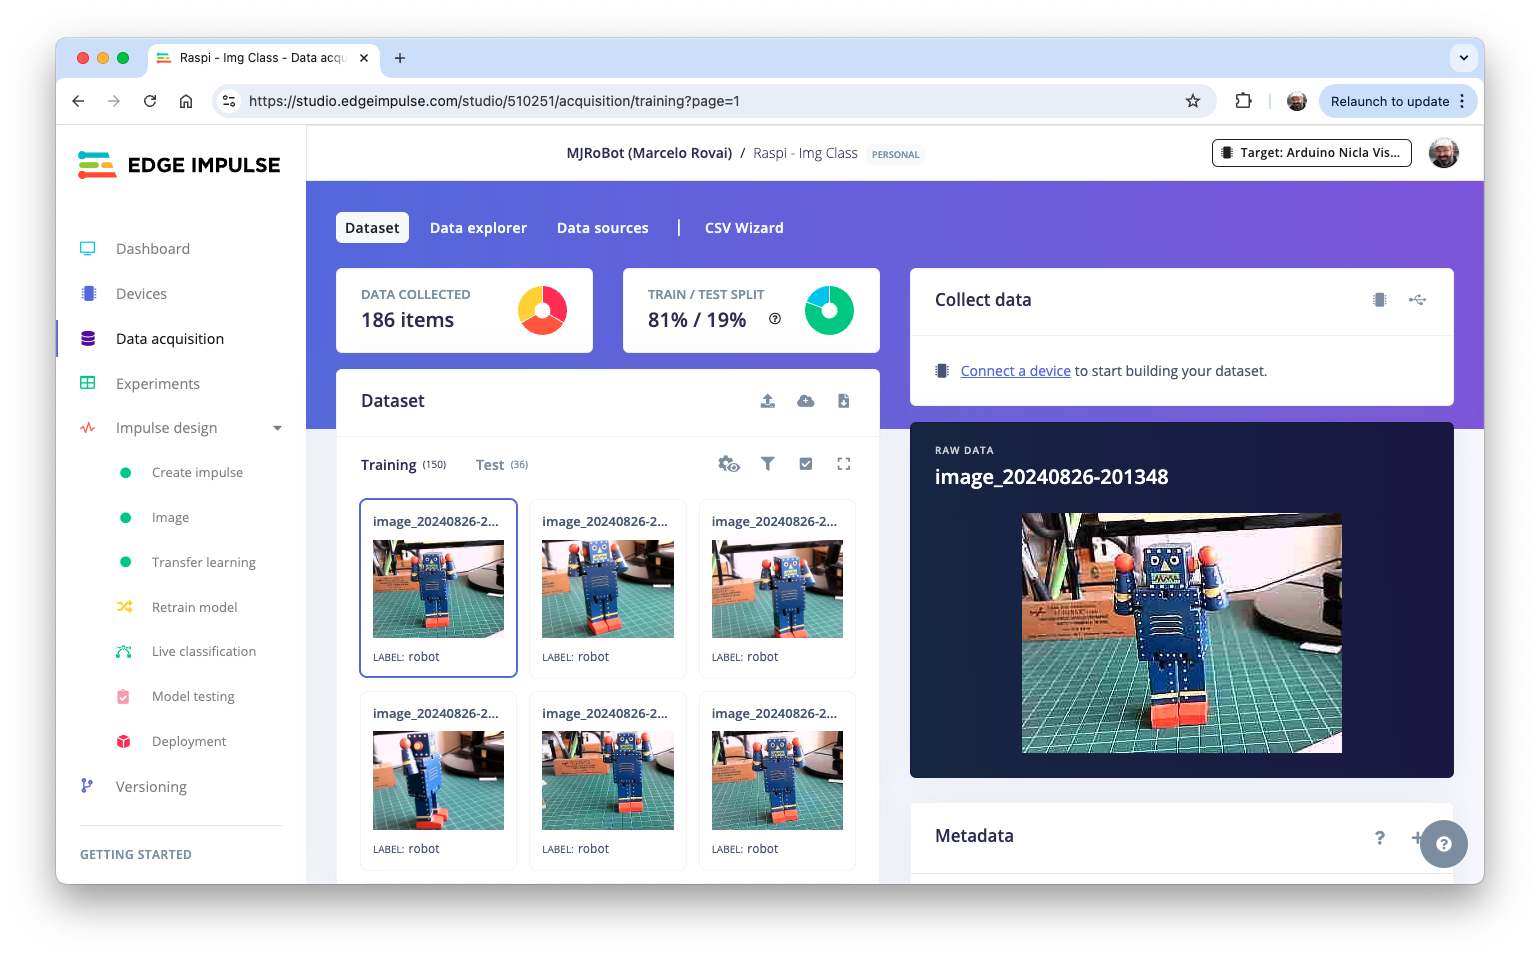 Raspi - Img Class - Data acqu
https://studio.edgeimpulse.com/studio/510251/acquisition/training?page=1
Relaunch to update
EDGE IMPULSE
MJRoBot (Marcelo Rovai) / Raspi - Img Class PERSONAL
Target: Arduino Nicla Vis...
Dashboard
Devices
Data acquisition
Experiments
Impulse design
Create impulse
Image
Transfer learning
Retrain model
Live classification
Model testing
Deployment
Versioning
GETTING STARTED
Dataset Data explorer Data sources | CSV Wizard
DATA COLLECTED
186 items
TRAIN / TEST SPLIT
81% / 19%
Dataset
Training (150) Test (36)
image_20240826-2... image_20240826-2... image_20240826-2...
LABEL: robot LABEL: robot LABEL: robot
image_20240826-2... image_20240826-2... image_20240826-2...
LABEL: robot LABEL: robot LABEL: robot
Collect data
Connect a device to start building your dataset.
RAW DATA
image_20240826-201348
Metadata